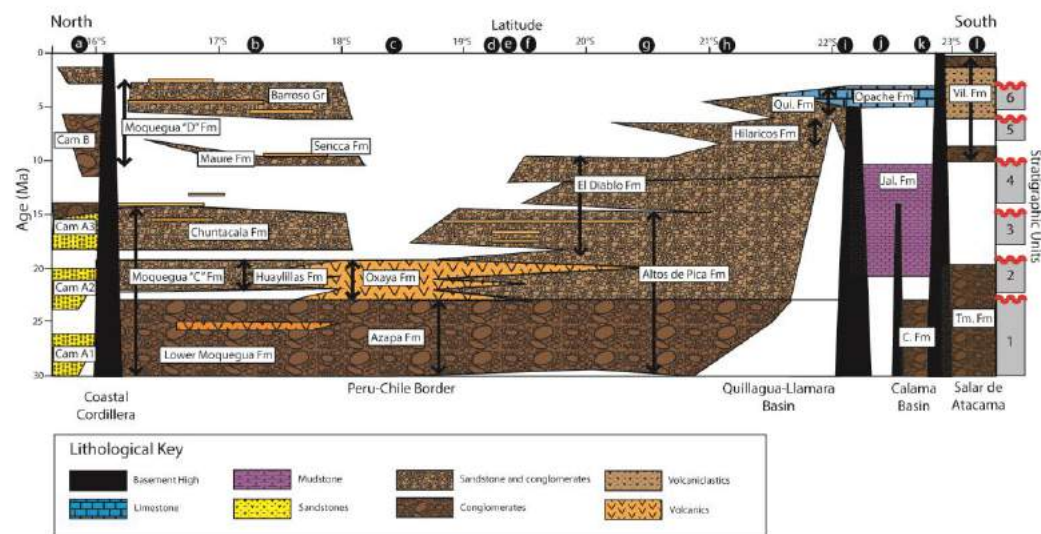 North
Latitude
South
a 16°S 17°S b 18°S c 19°S d e f 20°S g 21°S h 22°S i j k 23°S l
0
5
10
15
20
25
30
Age (Ma)
Cam B
Cam A3
Cam A2
Cam A1
Barroso Gr
Moquegua "D" Fm
Sencca Fm
Maure Fm
Chuntacala Fm
Moquegua "C" Fm
Huaylillas Fm
Oxaya Fm
Azapa Fm
Lower Moquegua Fm
El Diablo Fm
Altos de Pica Fm
Qui. Fm
Opache Fm
Hilaricos Fm
Jal. Fm
C. Fm
Vil. Fm
Tm. Fm
6
5
4
3
2
1
Stratigraphic Units
Coastal
Cordillera
Peru-Chile Border
Quillagua-Llamara
Basin
Calama
Basin
Salar de
Atacama
Lithological Key
Basement High
Mudstone
Sandstone and conglomerates
Volcaniclastics
Limestone
Sandstones
Conglomerates
Volcanics